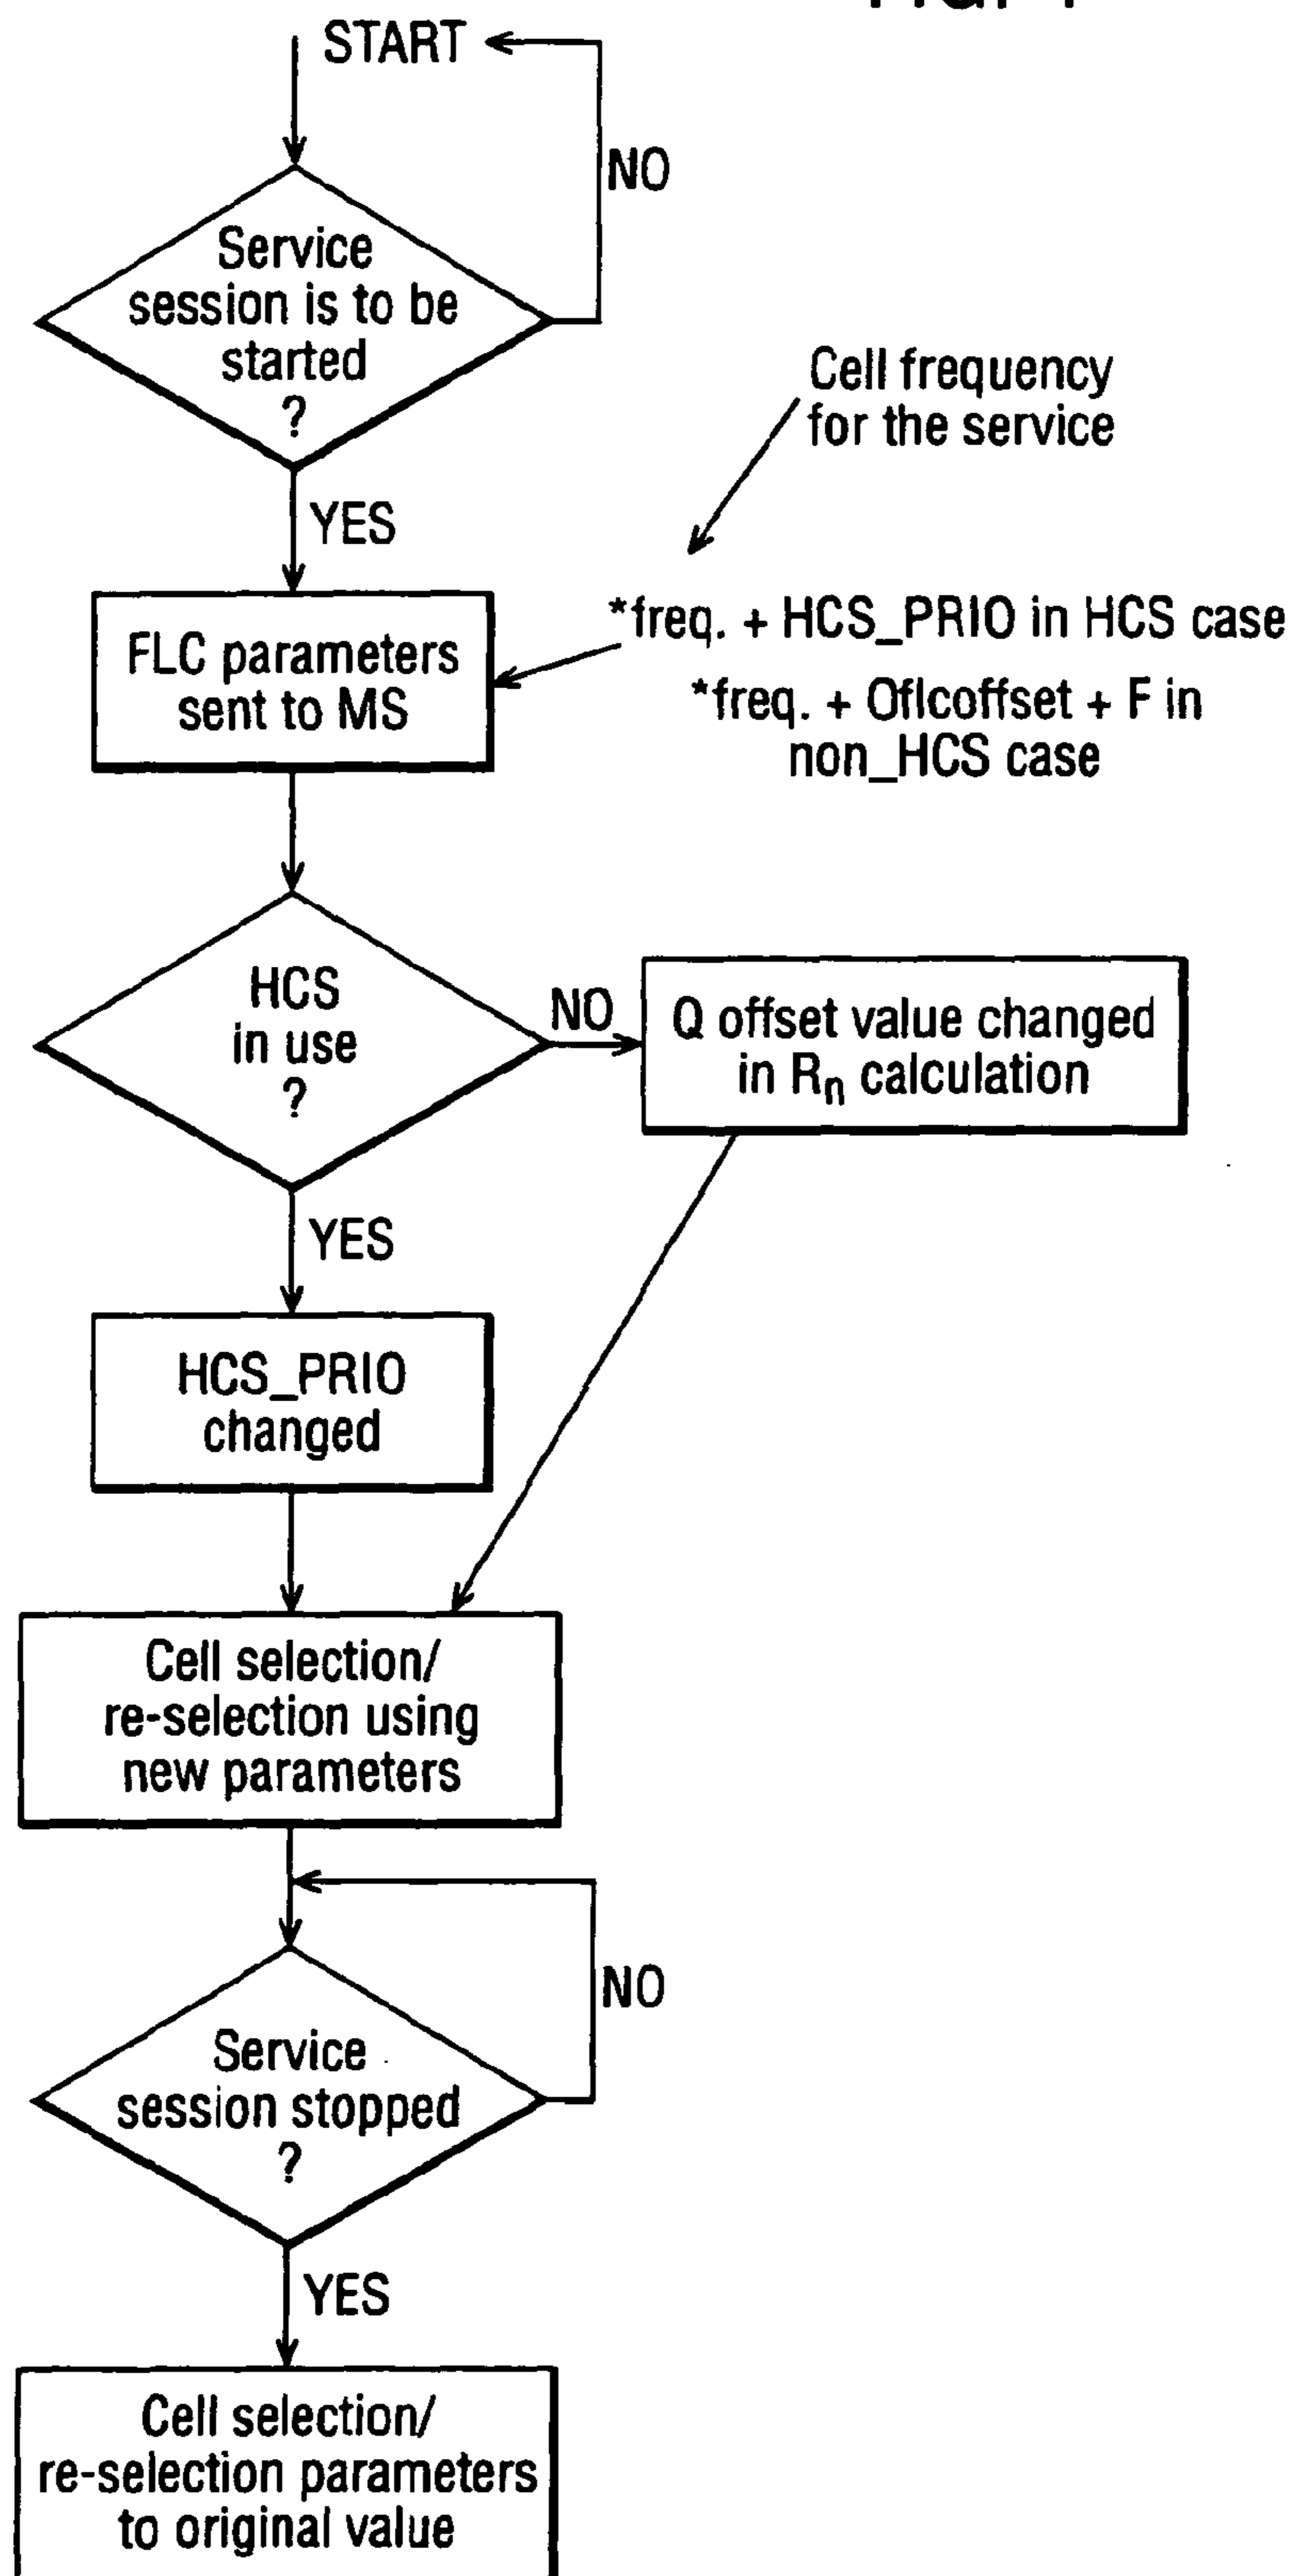 START
NO
Service
session is to be
started
?
Cell frequency
for the service
YES
*freq. + HCS_PRIO in HCS case
FLC parameters
sent to MS
*freq. + Oflcoffset + F in
non_HCS case
HCS
in use
?
NO
Q offset value changed
in Rn calculation
YES
HCS_PRIO
changed
Cell selection/
re-selection using
new parameters
NO
Service
session stopped
?
YES
Cell selection/
re-selection parameters
to original value